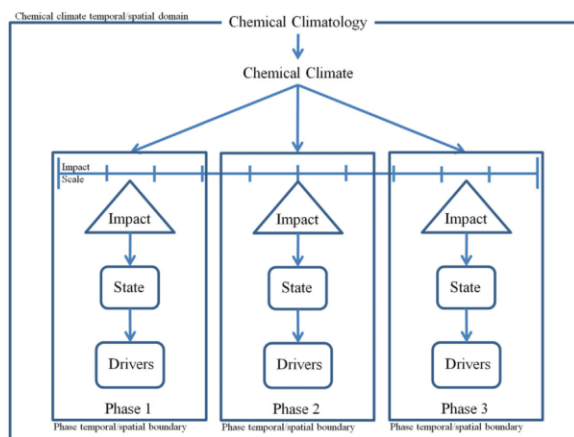 Chemical climate temporal/spatial domain
Chemical Climatology
Chemical Climate
Impact
Scale
Impact
Impact
Impact
State
State
State
Drivers
Drivers
Drivers
Phase 1
Phase 2
Phase 3
Phase temporal/spatial boundary
Phase temporal/spatial boundary
Phase temporal/spatial boundary